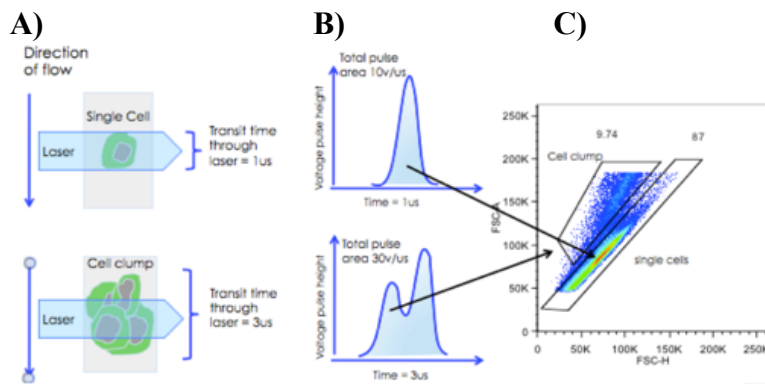 A)
B)
C)
Direction
of flow
Single Cell
Laser
Transit time
through
laser = 1us
Cell clump
Laser
Transit time
through
laser = 3us
Total pulse
area 10v/us
Voltage pulse height
Time = 1us
Total pulse
area 30v/us
Voltage pulse height
Time = 3us
250K
200K
150K
100K
50K
0
FSC-A
9.74
87
Cell clump
single cells
0
50K
100K
150K
200K
250K
FSC-H